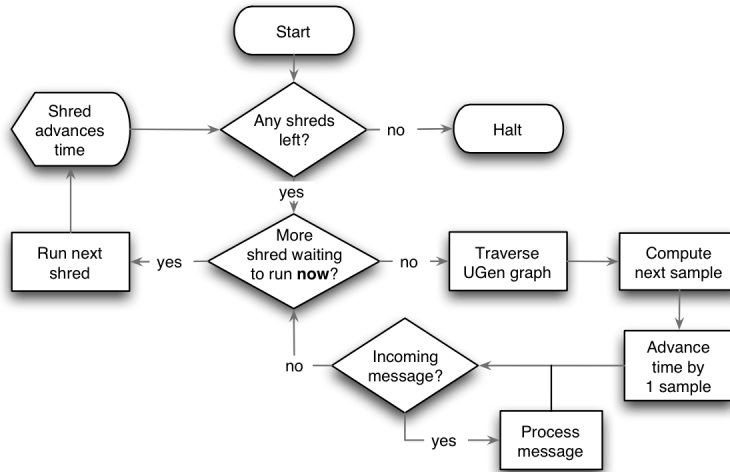 Start
Shred
advances
time
Any shreds
left?
no
Halt
yes
Run next
shred
yes
More
shred waiting
to run now?
no
Traverse
UGen graph
Compute
next sample
Advance
time by
1 sample
Incoming
message?
no
yes
Process
message